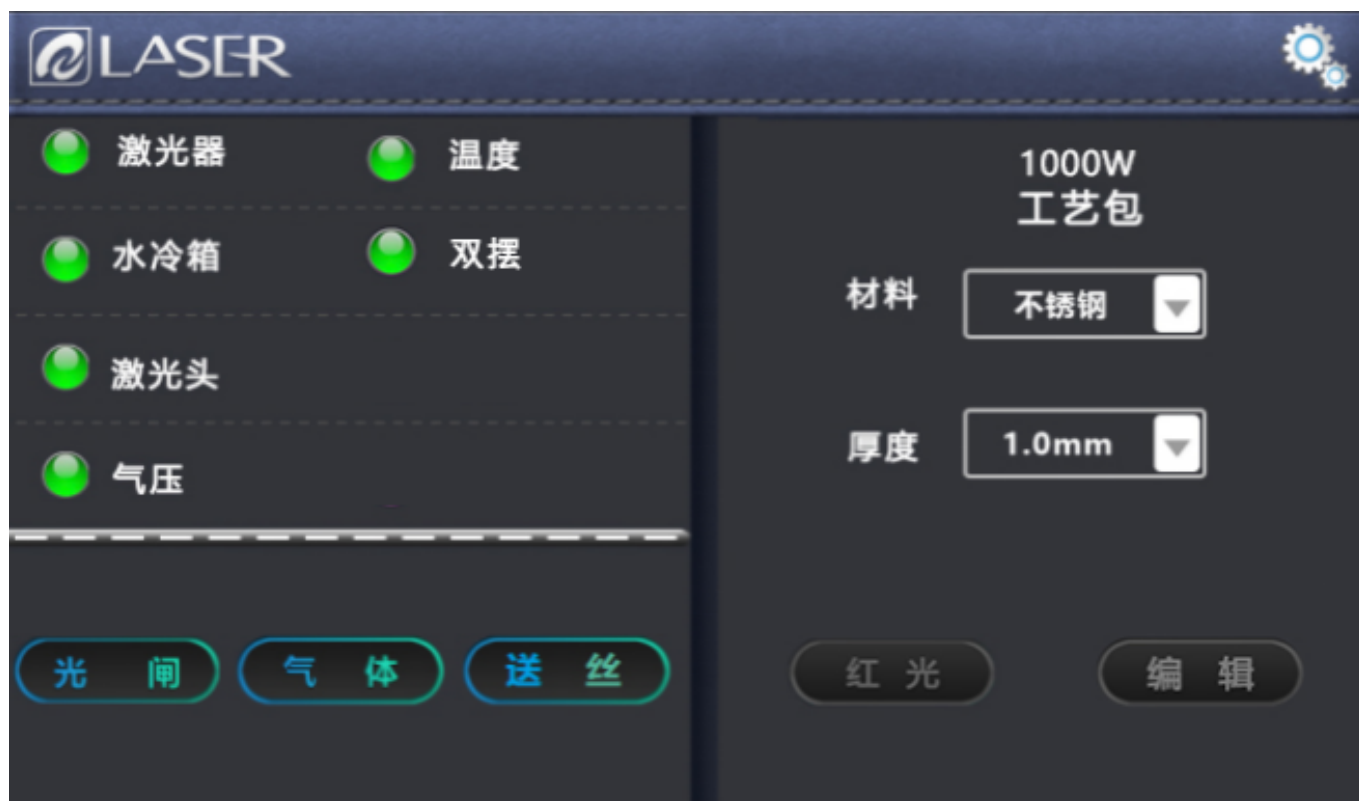 LASER
激光器 温度
水冷箱 双摆
激光头
气压
光闸 气体 送丝
1000W
工艺包
材料 不锈钢
厚度 1.0mm
红光 编辑